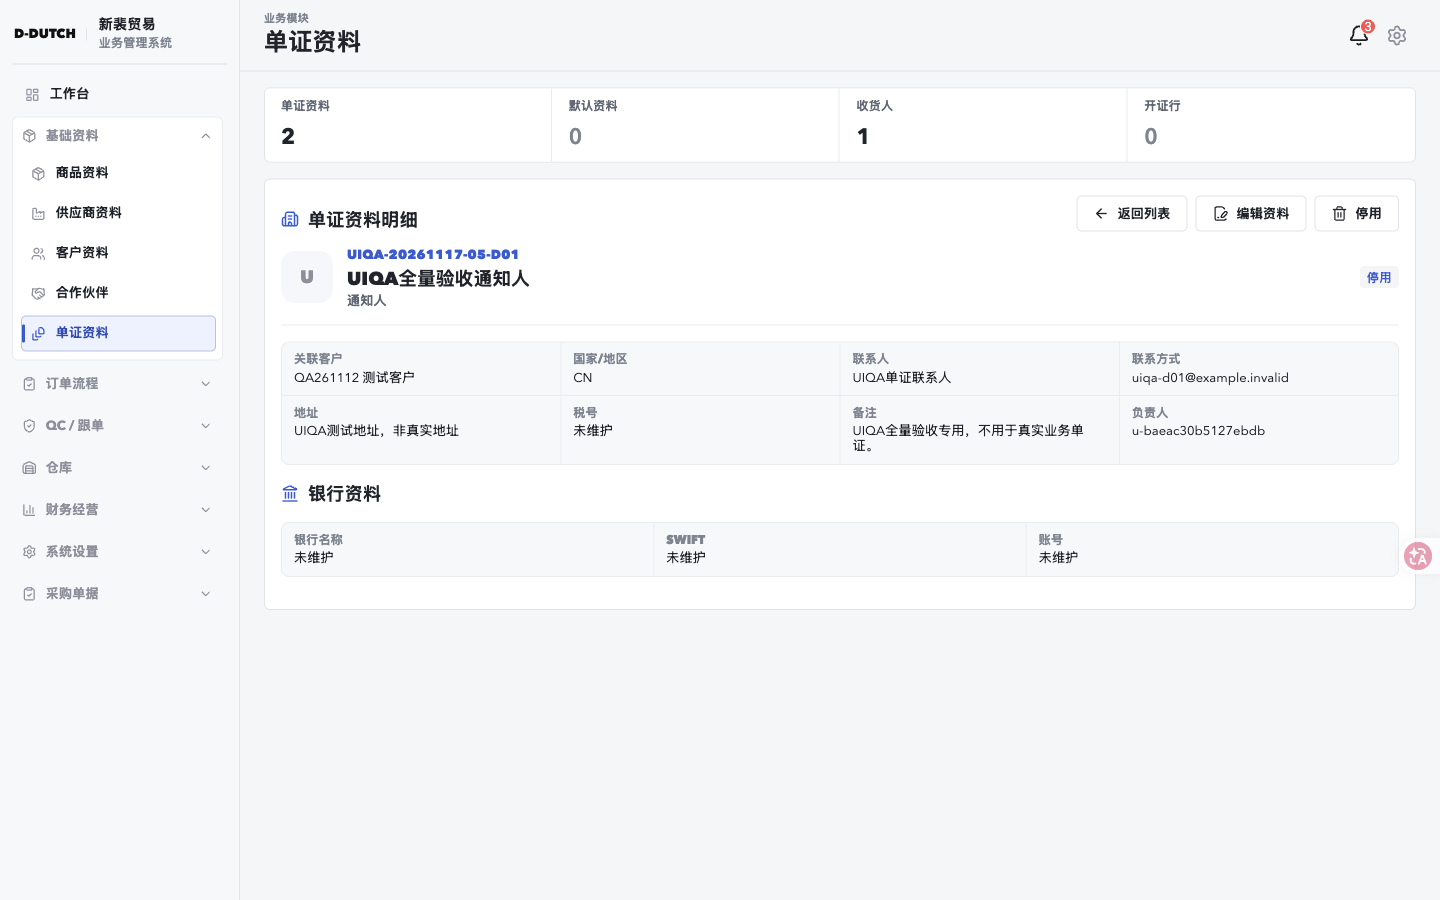 D-DUTCH
新裴贸易
业务管理系统
工作台
基础资料
商品资料
供应商资料
客户资料
合作伙伴
单证资料
订单流程
QC / 跟单
仓库
财务经营
系统设置
采购单据
业务模块
单证资料
3
单证资料
2
默认资料
0
收货人
1
开证行
0
单证资料明细
返回列表
编辑资料
停用
U
UIQA-20261117-05-D01
UIQA全量验收通知人
通知人
停用
关联客户
QA261112 测试客户
国家/地区
CN
联系人
UIQA单证联系人
联系方式
uiqa-d01@example.invalid
地址
UIQA测试地址，非真实地址
税号
未维护
备注
UIQA全量验收专用，不用于真实业务单
证。
负责人
u-baeac30b5127ebdb
银行资料
银行名称
未维护
SWIFT
未维护
账号
未维护